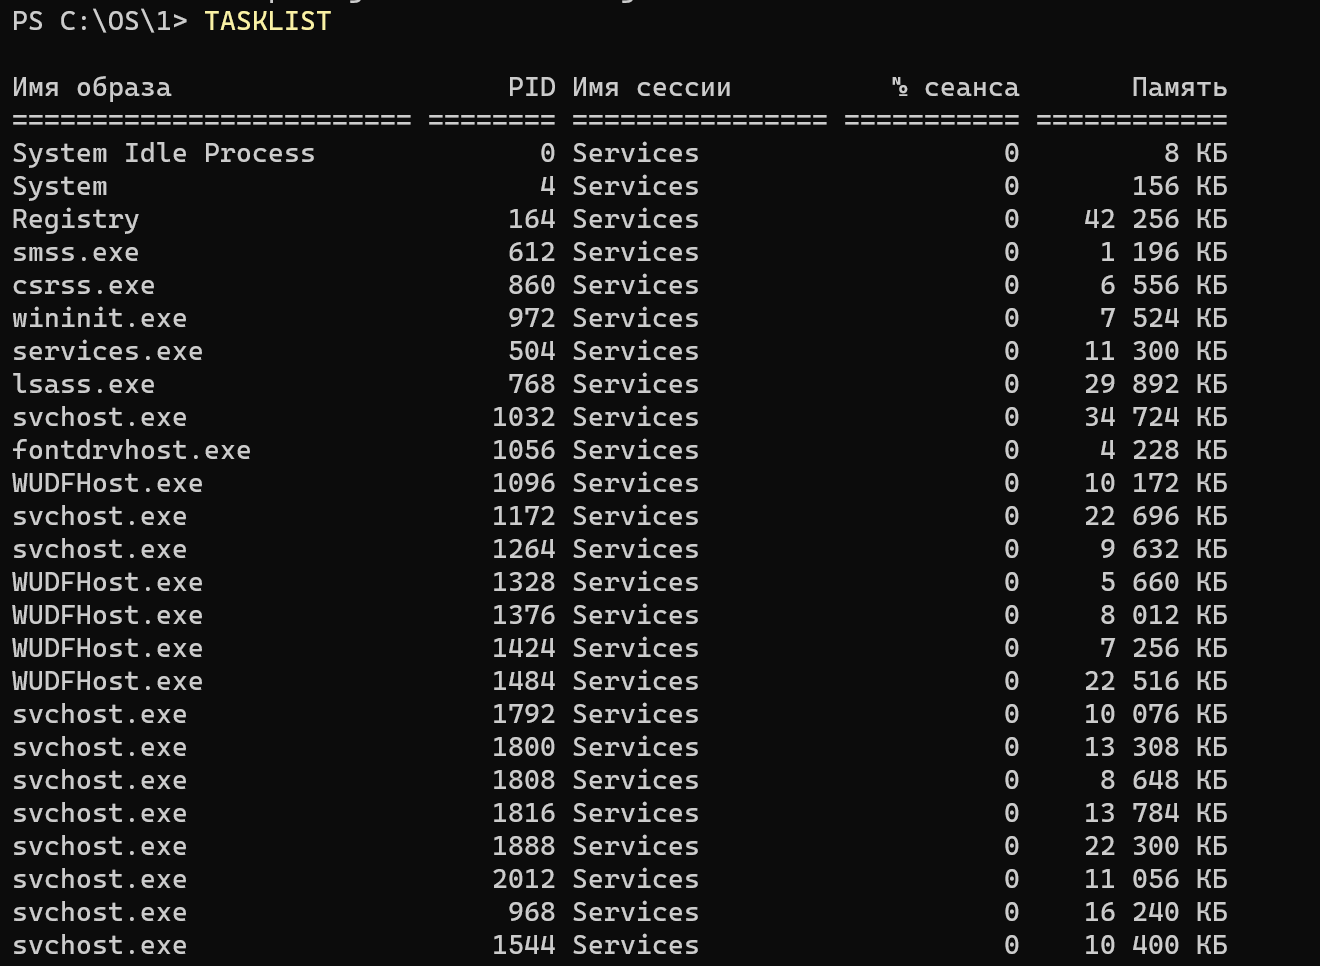 PS C:\OS\1> TASKLIST
Имя образа                     PID Имя сессии          № сеанса       Память
========================= ======== ================ =========== ============
System Idle Process              0 Services                   0         8 КБ
System                           4 Services                   0       156 КБ
Registry                       164 Services                   0    42 256 КБ
smss.exe                       612 Services                   0     1 196 КБ
csrss.exe                      860 Services                   0     6 556 КБ
wininit.exe                    972 Services                   0     7 524 КБ
services.exe                   504 Services                   0    11 300 КБ
lsass.exe                      768 Services                   0    29 892 КБ
svchost.exe                   1032 Services                   0    34 724 КБ
fontdrvhost.exe               1056 Services                   0     4 228 КБ
WUDFHost.exe                  1096 Services                   0    10 172 КБ
svchost.exe                   1172 Services                   0    22 696 КБ
svchost.exe                   1264 Services                   0     9 632 КБ
WUDFHost.exe                  1328 Services                   0     5 660 КБ
WUDFHost.exe                  1376 Services                   0     8 012 КБ
WUDFHost.exe                  1424 Services                   0     7 256 КБ
WUDFHost.exe                  1484 Services                   0    22 516 КБ
svchost.exe                   1792 Services                   0    10 076 КБ
svchost.exe                   1800 Services                   0    13 308 КБ
svchost.exe                   1808 Services                   0     8 648 КБ
svchost.exe                   1816 Services                   0    13 784 КБ
svchost.exe                   1888 Services                   0    22 300 КБ
svchost.exe                   2012 Services                   0    11 056 КБ
svchost.exe                    968 Services                   0    16 240 КБ
svchost.exe                   1544 Services                   0    10 400 КБ